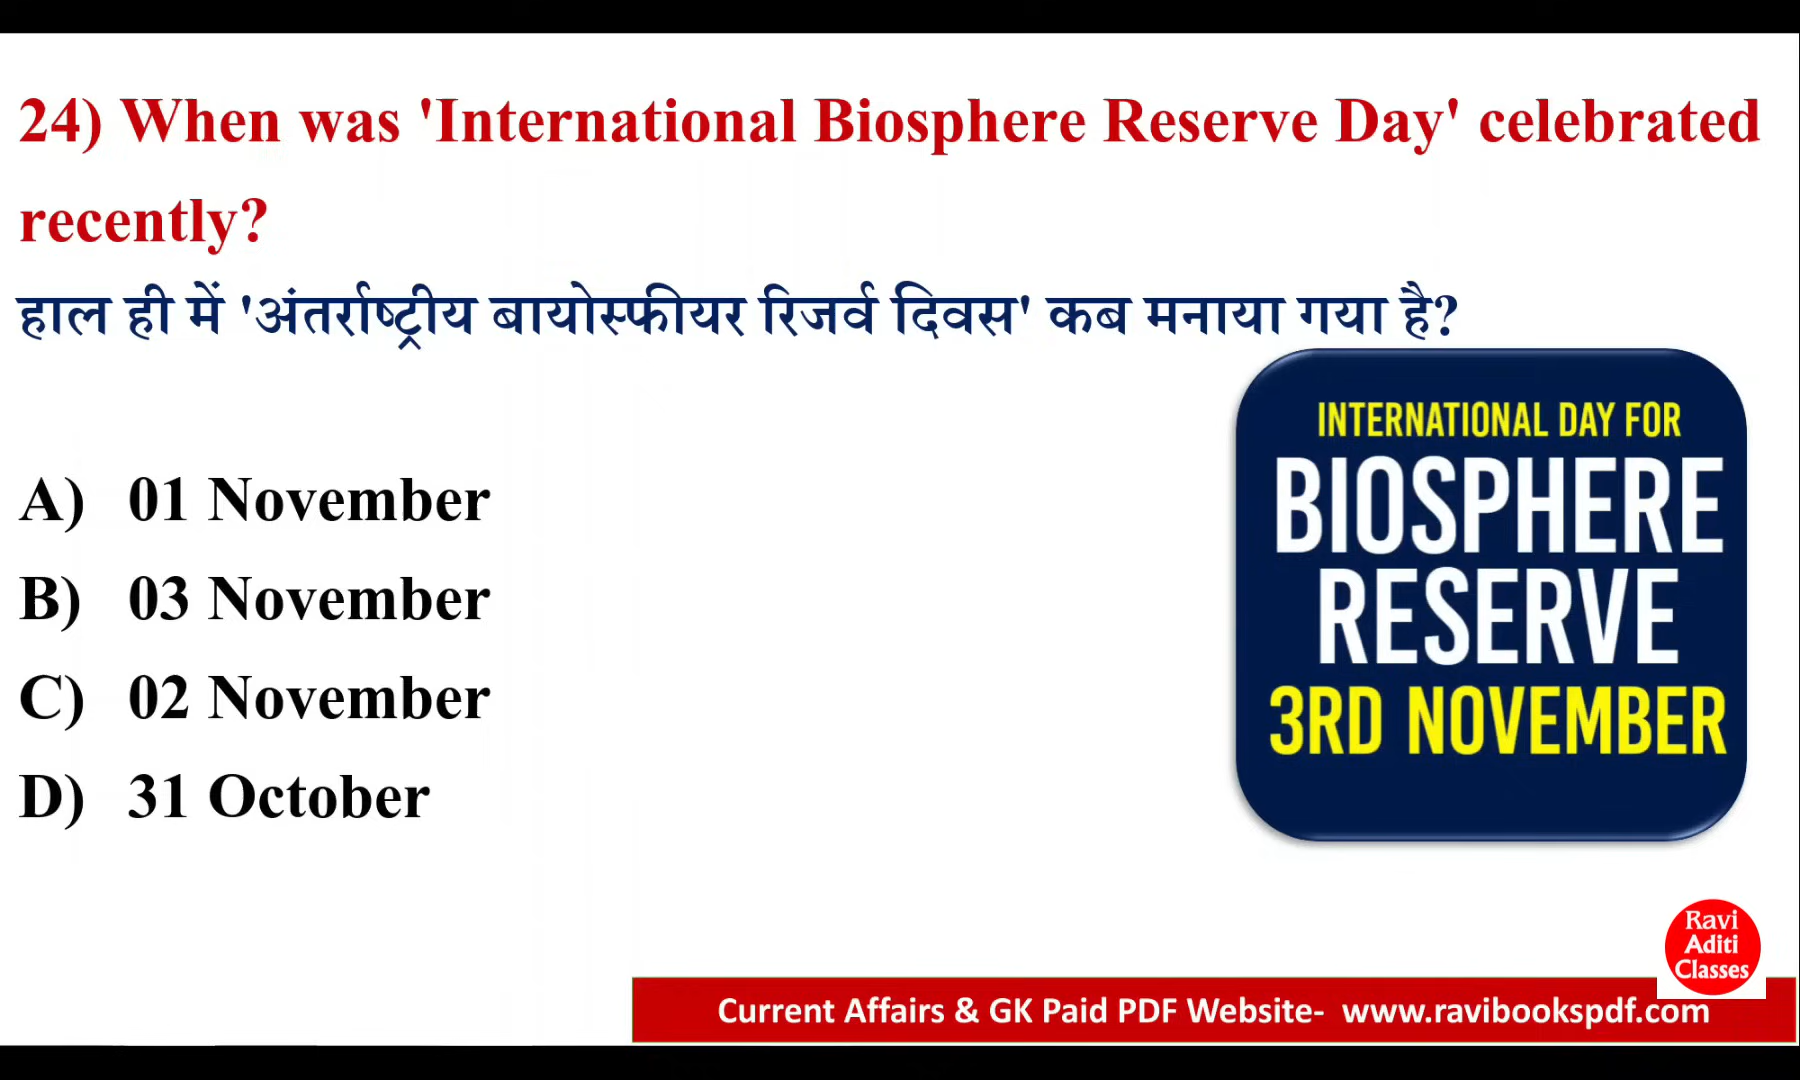 24) When was 'International Biosphere Reserve Day' celebrated
recently?
हाल ही में 'अंतर्राष्ट्रीय बायोस्फीयर रिजर्व दिवस' कब मनाया गया है?
A) 01 November
B) 03 November
C) 02 November
D) 31 October
INTERNATIONAL DAY FOR
BIOSPHERE
RESERVE
3RD NOVEMBER
Ravi
Aditi
Classes
Current Affairs & GK Paid PDF Website- www.ravibookspdf.com